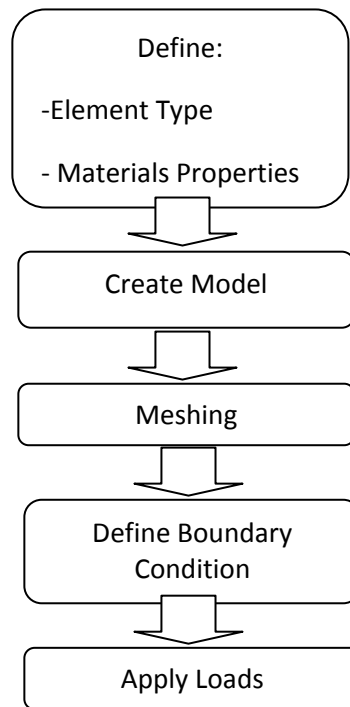 Define:
-Element Type
- Materials Properties
Create Model
Meshing
Define Boundary
Condition
Apply Loads